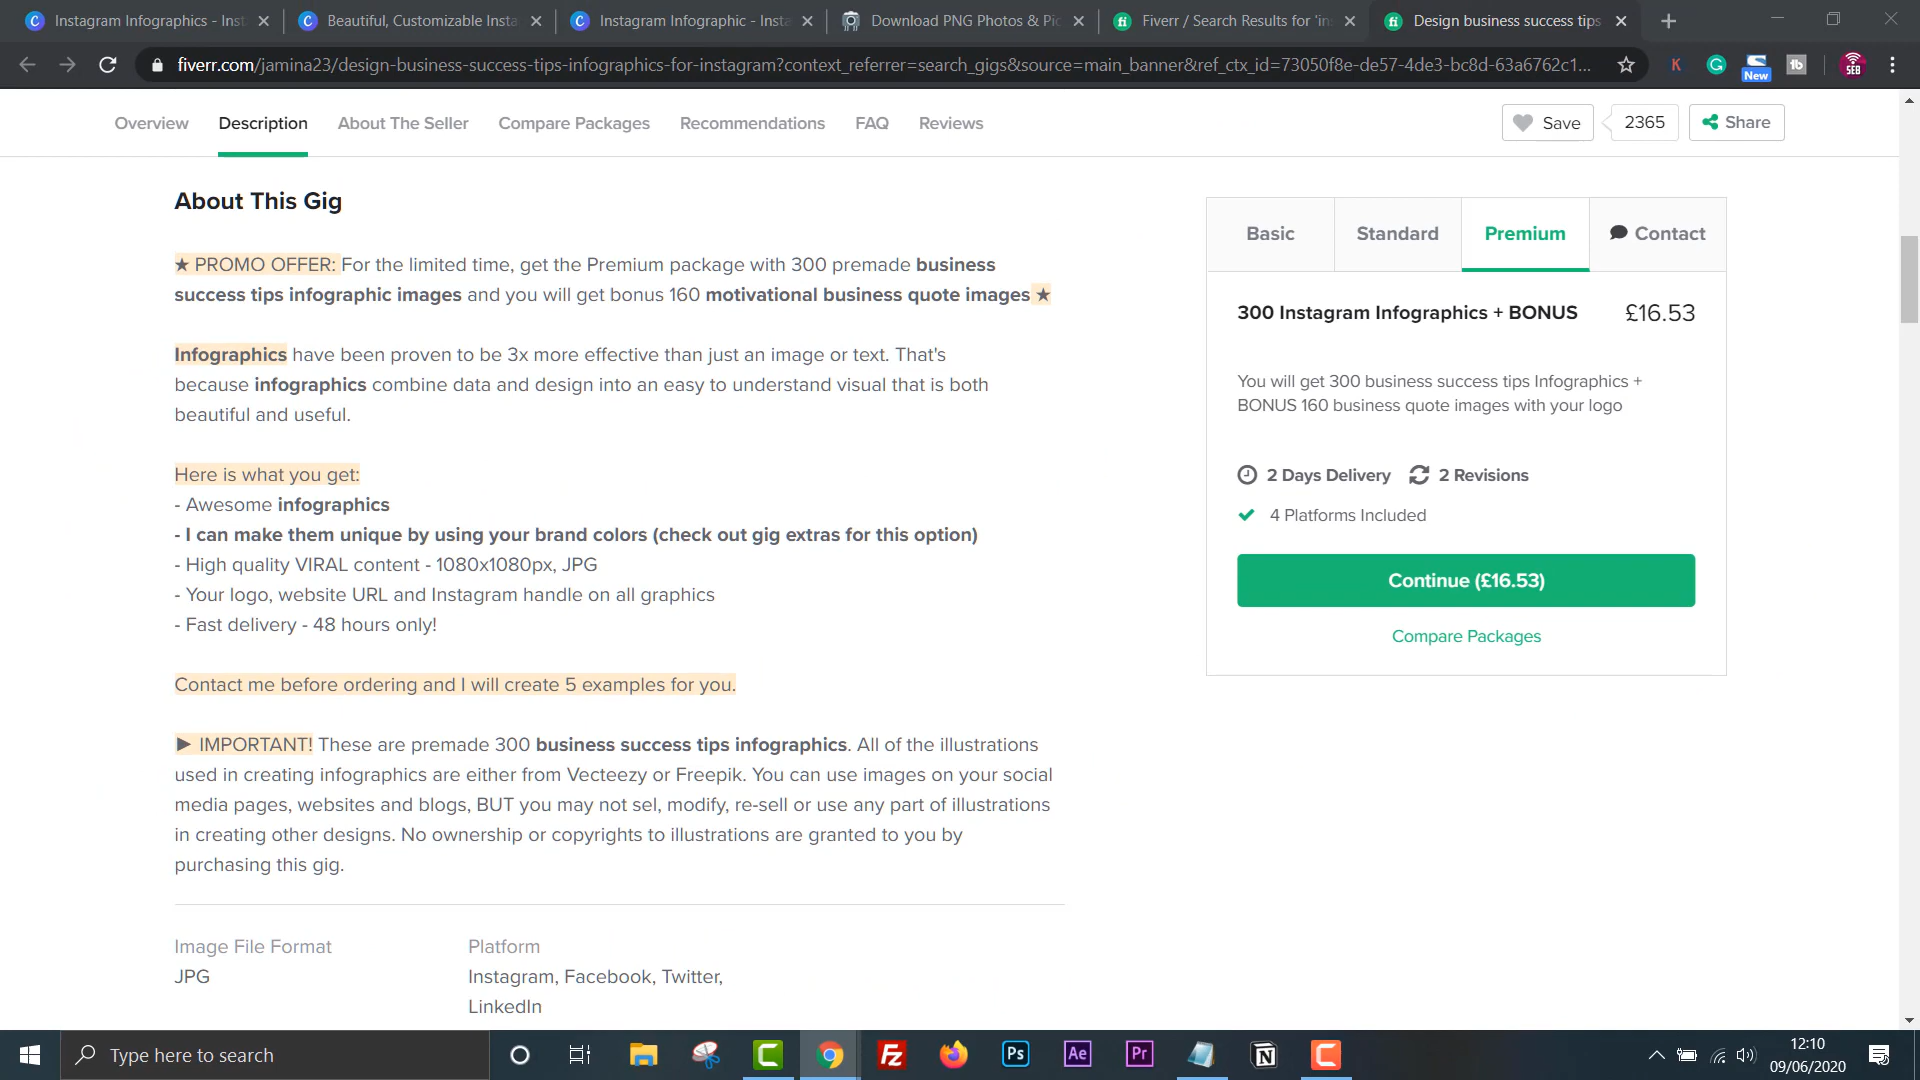 Instagram Infographics - Inst
Beautiful, Customizable Insta
Instagram Infographic - Insta
Download PNG Photos & Pic
Fiverr / Search Results for 'in
Design business success tips
fiverr.com/jamina23/design-business-success-tips-infographics-for-instagram?context_referrer=search_gigs&source=main_banner&ref_ctx_id=73050f8e-de57-4de3-bc8d-63a6762c1...
New
SEB
Overview
Description
About The Seller
Compare Packages
Recommendations
FAQ
Reviews
Save
2365
Share
About This Gig
★ PROMO OFFER: For the limited time, get the Premium package with 300 premade business
success tips infographic images and you will get bonus 160 motivational business quote images ★
Infographics have been proven to be 3x more effective than just an image or text. That's
because infographics combine data and design into an easy to understand visual that is both
beautiful and useful.
Here is what you get:
- Awesome infographics
- I can make them unique by using your brand colors (check out gig extras for this option)
- High quality VIRAL content - 1080x1080px, JPG
- Your logo, website URL and Instagram handle on all graphics
- Fast delivery - 48 hours only!
Contact me before ordering and I will create 5 examples for you.
► IMPORTANT! These are premade 300 business success tips infographics. All of the illustrations
used in creating infographics are either from Vecteezy or Freepik. You can use images on your social
media pages, websites and blogs, BUT you may not sel, modify, re-sell or use any part of illustrations
in creating other designs. No ownership or copyrights to illustrations are granted to you by
purchasing this gig.
Image File Format
JPG
Platform
Instagram, Facebook, Twitter,
LinkedIn
Basic
Standard
Premium
Contact
300 Instagram Infographics + BONUS
£16.53
You will get 300 business success tips Infographics +
BONUS 160 business quote images with your logo
2 Days Delivery
2 Revisions
4 Platforms Included
Continue (£16.53)
Compare Packages
Type here to search
Fz
Ps
Ae
Pr
12:10
09/06/2020